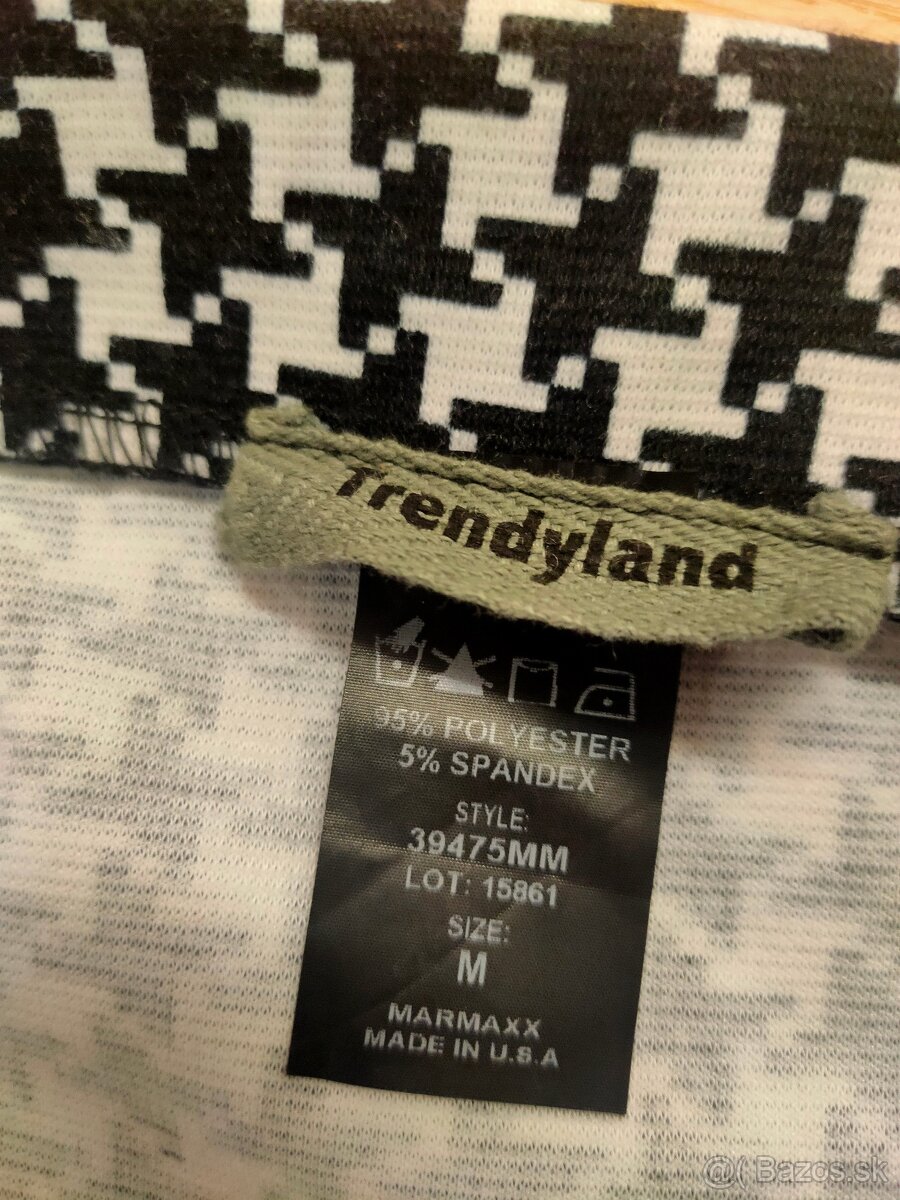 Trendyland
95% POLYESTER
5% SPANDEX
STYLE:
39475MM
LOT: 15861
SIZE:
M
MARMAXX
MADE IN U.S.A
@( Bazos.sk